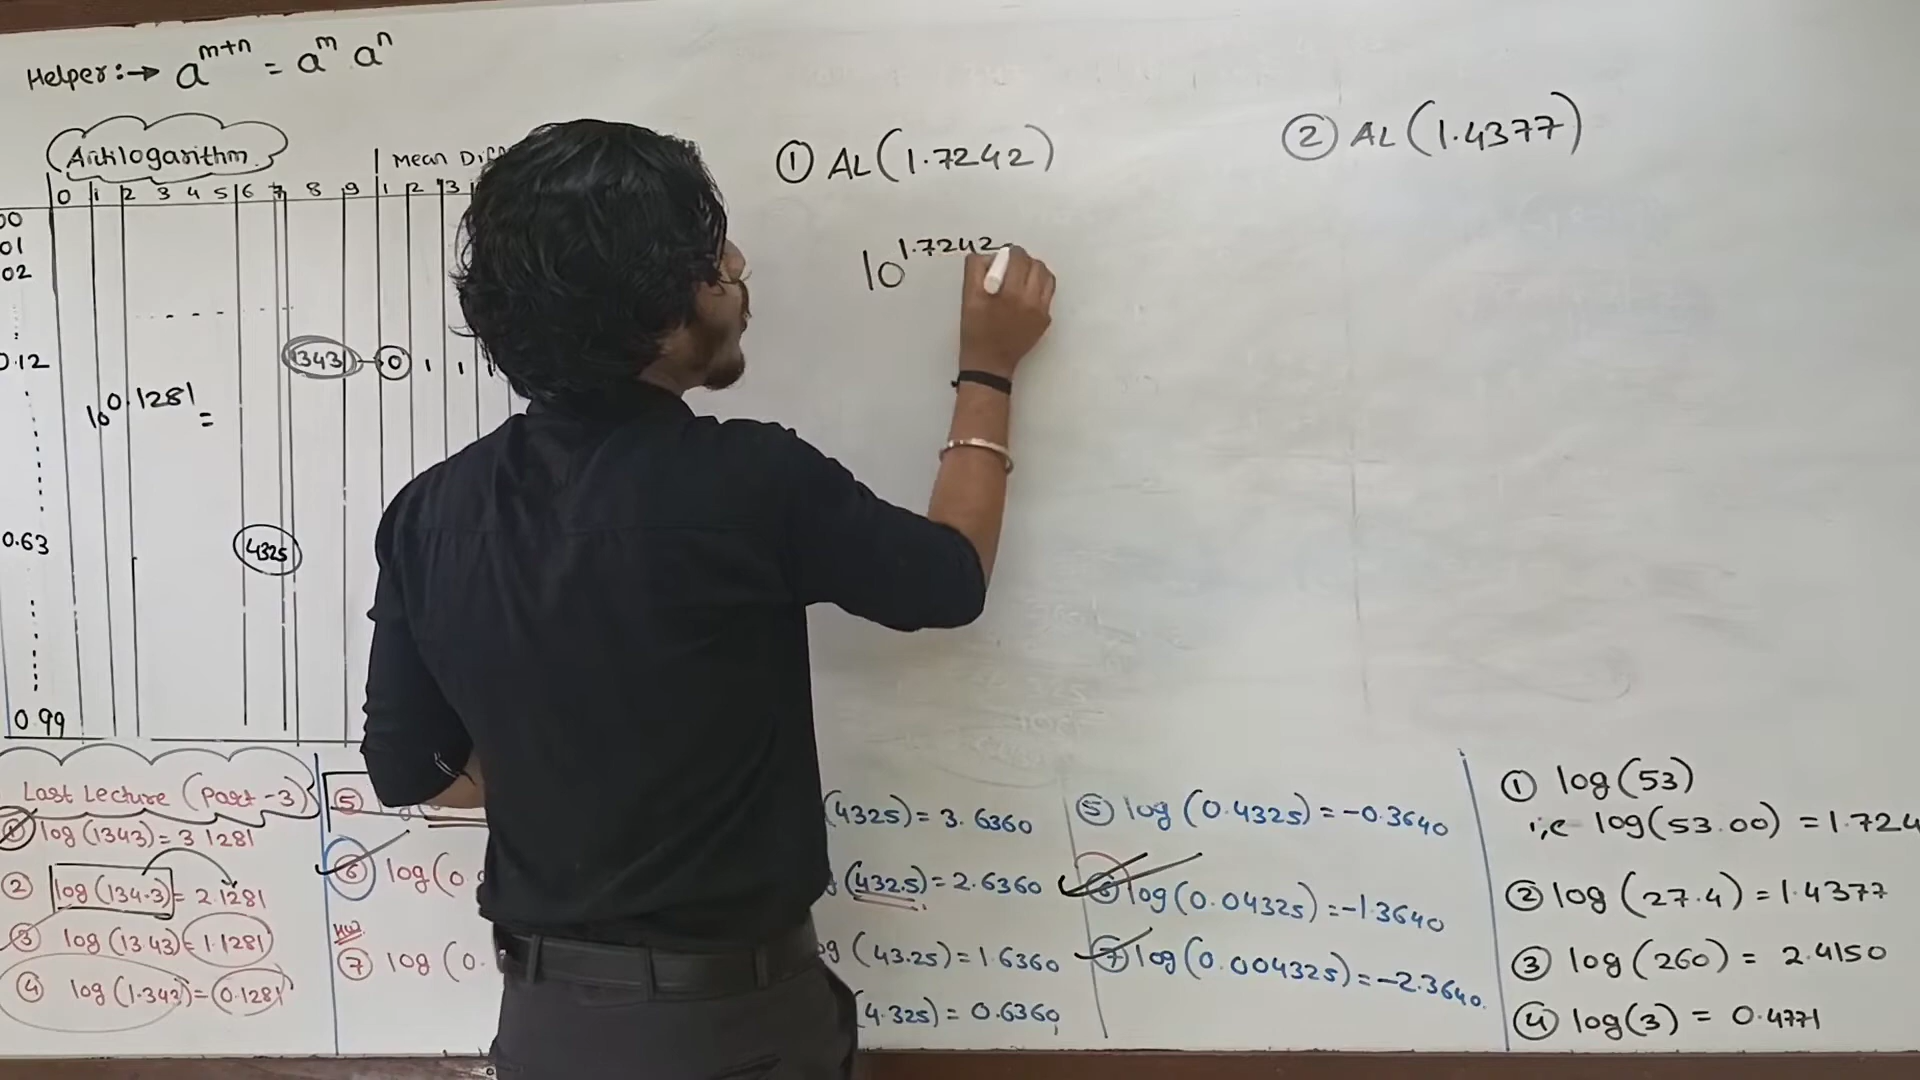 Helper:→ a^{m+n} = a^m a^n
Antilogarithm
Mean Diff
0 1 2 3 4 5 6 7 8 9 1 2 3
00
01
02
0.12 1343 0 1 1 1
10^{0.1281} =
0.63 4325
0.99
① AL(1.7242)
10^{1.7242}
② AL(1.4377)
Last Lecture (Part-3)
① log(1343)=3 1281
② log(134.3)=2.1281
③ log(13 43)=1.1281
④ log(1.343)=0.1281
⑤
⑥ log(0.
HW
⑦ log(0.
(4325)=3.6360
(432.5)=2.6360
og (43.25)=1.6360
(4.325)=0.6360
⑤ log(0.4325)=-0.3640
⑥ log(0.04325)=-1.3640
⑦ log(0.004325)=-2.3640.
① log(53)
i,e log(53.00)=1.724
② log(27.4)=1.4377
③ log(260)= 2.4150
④ log(3) = 0.4771